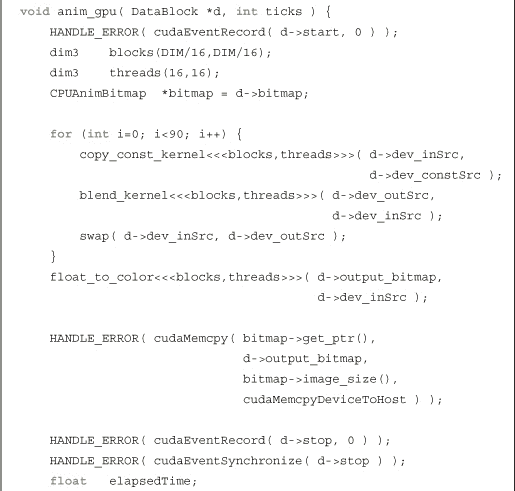 void anim_gpu( DataBlock *d, int ticks ) {
    HANDLE_ERROR( cudaEventRecord( d->start, 0 ) );
    dim3    blocks(DIM/16,DIM/16);
    dim3    threads(16,16);
    CPUAnimBitmap  *bitmap = d->bitmap;

    for (int i=0; i<90; i++) {
        copy_const_kernel<<<blocks,threads>>>( d->dev_inSrc,
                                               d->dev_constSrc );
        blend_kernel<<<blocks,threads>>>( d->dev_outSrc,
                                          d->dev_inSrc );
        swap( d->dev_inSrc, d->dev_outSrc );
    }
    float_to_color<<<blocks,threads>>>( d->output_bitmap,
                                        d->dev_inSrc );

    HANDLE_ERROR( cudaMemcpy( bitmap->get_ptr(),
                              d->output_bitmap,
                              bitmap->image_size(),
                              cudaMemcpyDeviceToHost ) );

    HANDLE_ERROR( cudaEventRecord( d->stop, 0 ) );
    HANDLE_ERROR( cudaEventSynchronize( d->stop ) );
    float   elapsedTime;